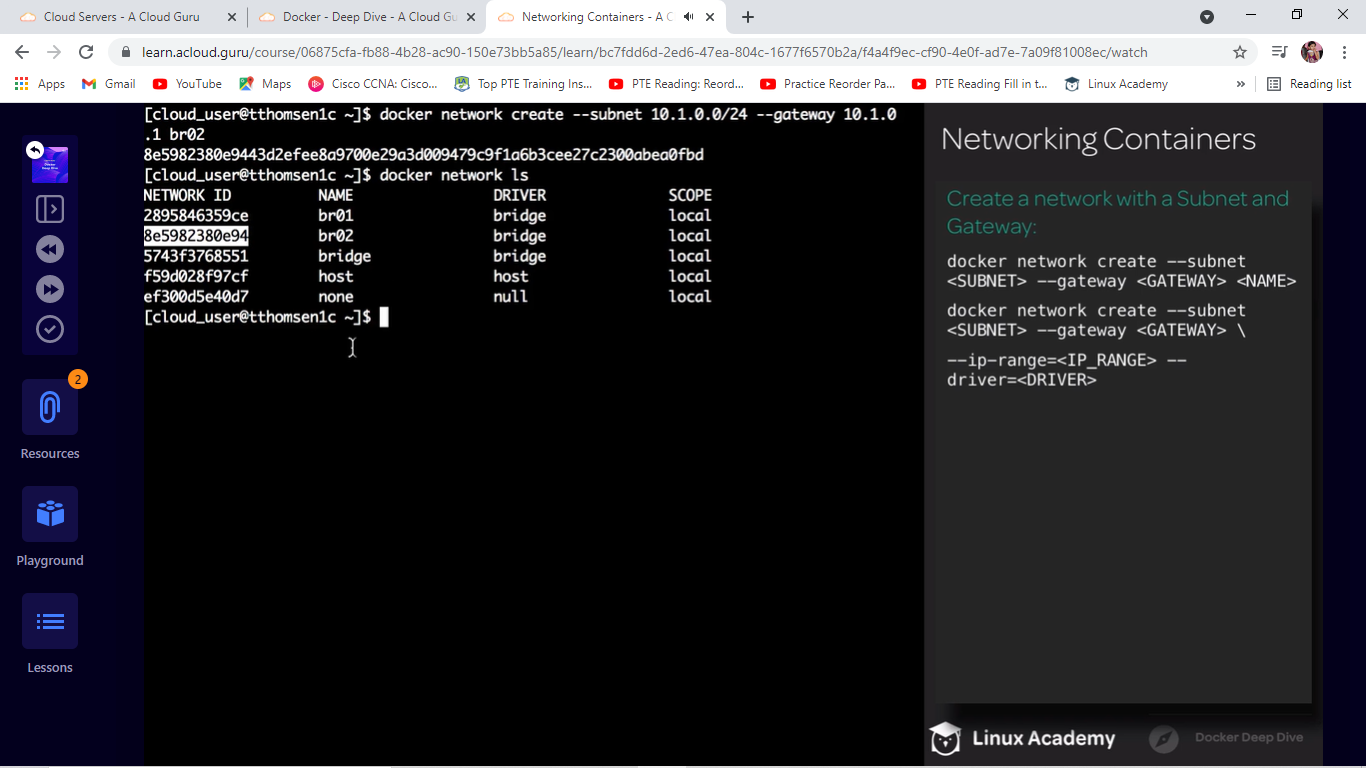 Cloud Servers - A Cloud Guru
Docker - Deep Dive - A Cloud Gu
Networking Containers - A C
learn.acloud.guru/course/06875cfa-fb88-4b28-ac90-150e73bb5a85/learn/bc7fdd6d-2ed6-47ea-804c-1677f6570b2a/f4a4f9ec-cf90-4e0f-ad7e-7a09f81008ec/watch
Apps
Gmail
YouTube
Maps
Cisco CCNA: Cisco...
Top PTE Training Ins...
PTE Reading: Reord...
Practice Reorder Pa...
PTE Reading Fill in t...
Linux Academy
»
Reading list
2
Resources
Playground
Lessons
[cloud_user@tthomsen1c ~]$ docker network create --subnet 10.1.0.0/24 --gateway 10.1.0
.1 br02
8e5982380e9443d2efee8a9700e29a3d009479c9f1a6b3cee27c2300abea0fbd
[cloud_user@tthomsen1c ~]$ docker network ls
NETWORK ID NAME DRIVER SCOPE
2895846359ce br01 bridge local
8e5982380e94 br02 bridge local
5743f3768551 bridge bridge local
f59d028f97cf host host local
ef300d5e40d7 none null local
[cloud_user@tthomsen1c ~]$
Networking Containers
Create a network with a Subnet and
Gateway:
docker network create --subnet
<SUBNET> --gateway <GATEWAY> <NAME>
docker network create --subnet
<SUBNET> --gateway <GATEWAY> \
--ip-range=<IP_RANGE> --
driver=<DRIVER>
Linux Academy
Docker Deep Dive